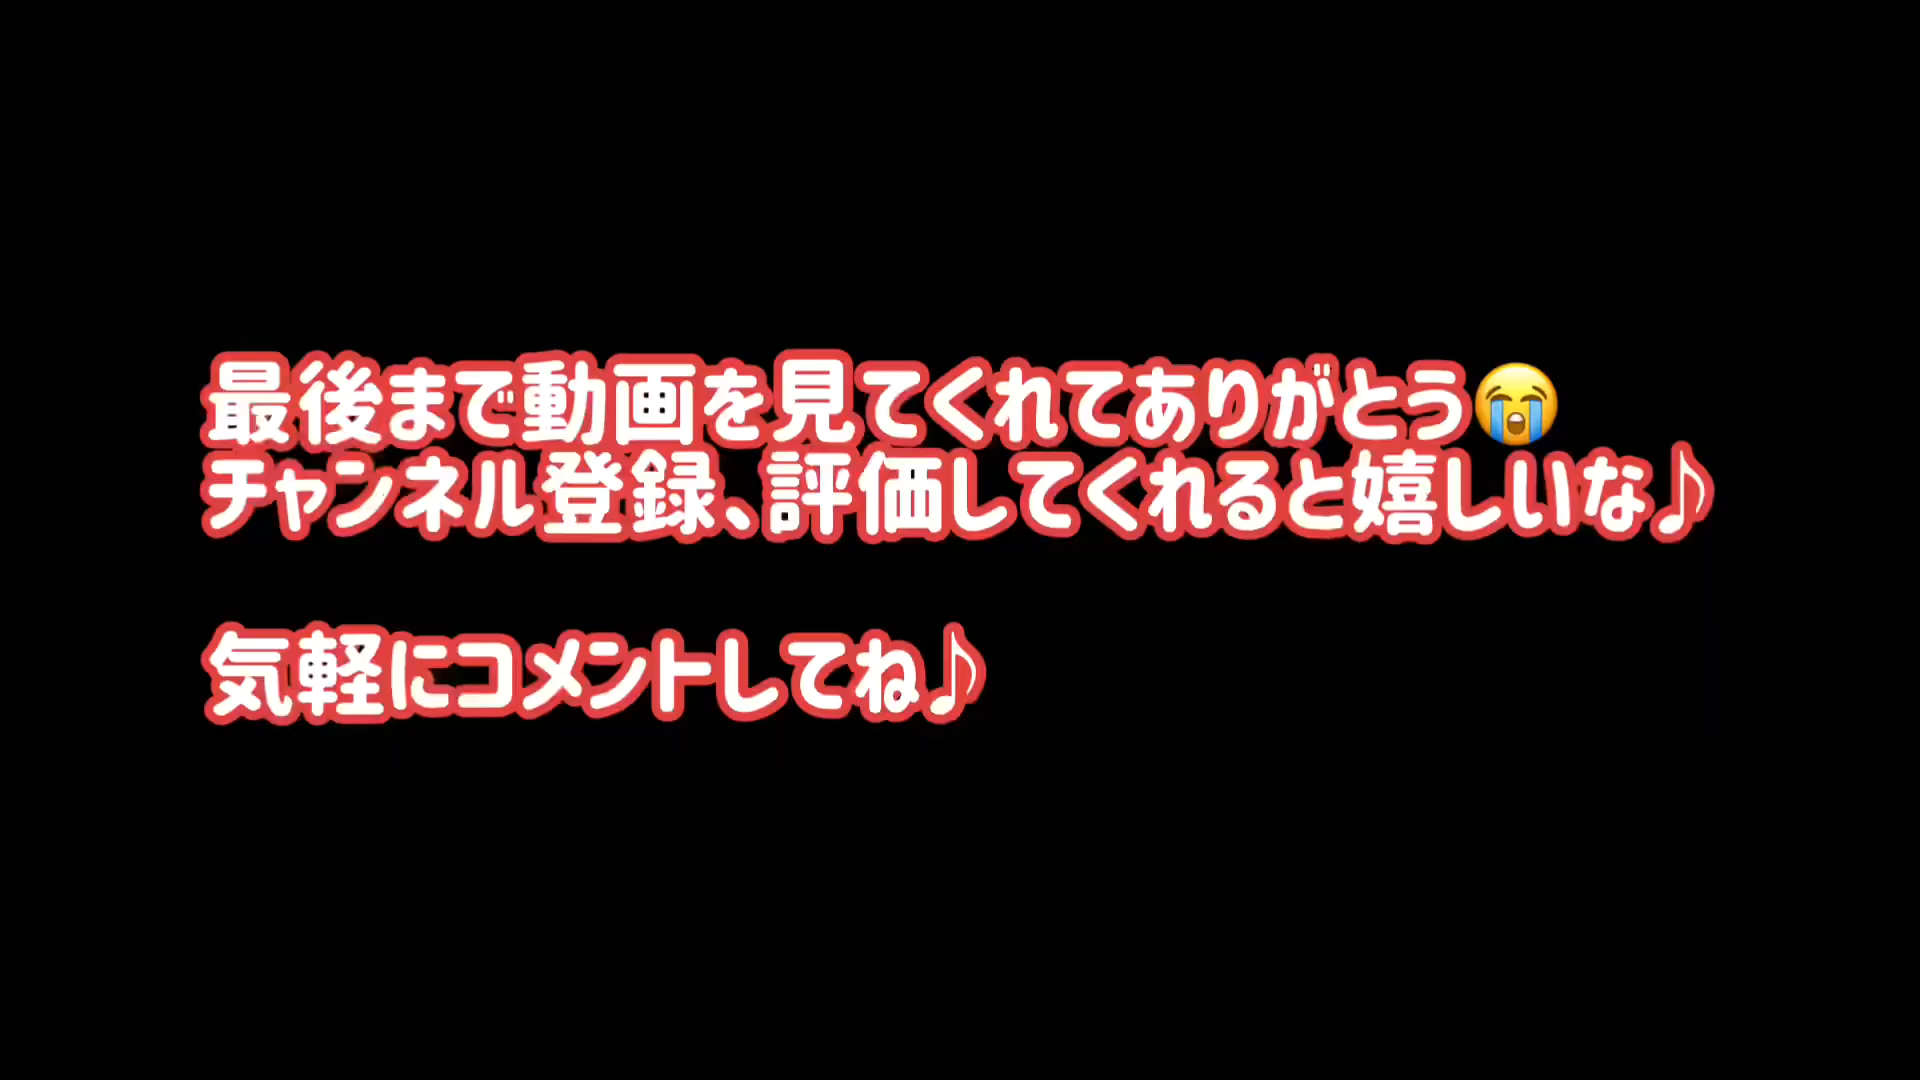 最後まで動画を見てくれてありがとう😭
チャンネル登録、評価してくれると嬉しいな♪
気軽にコメントしてね♪